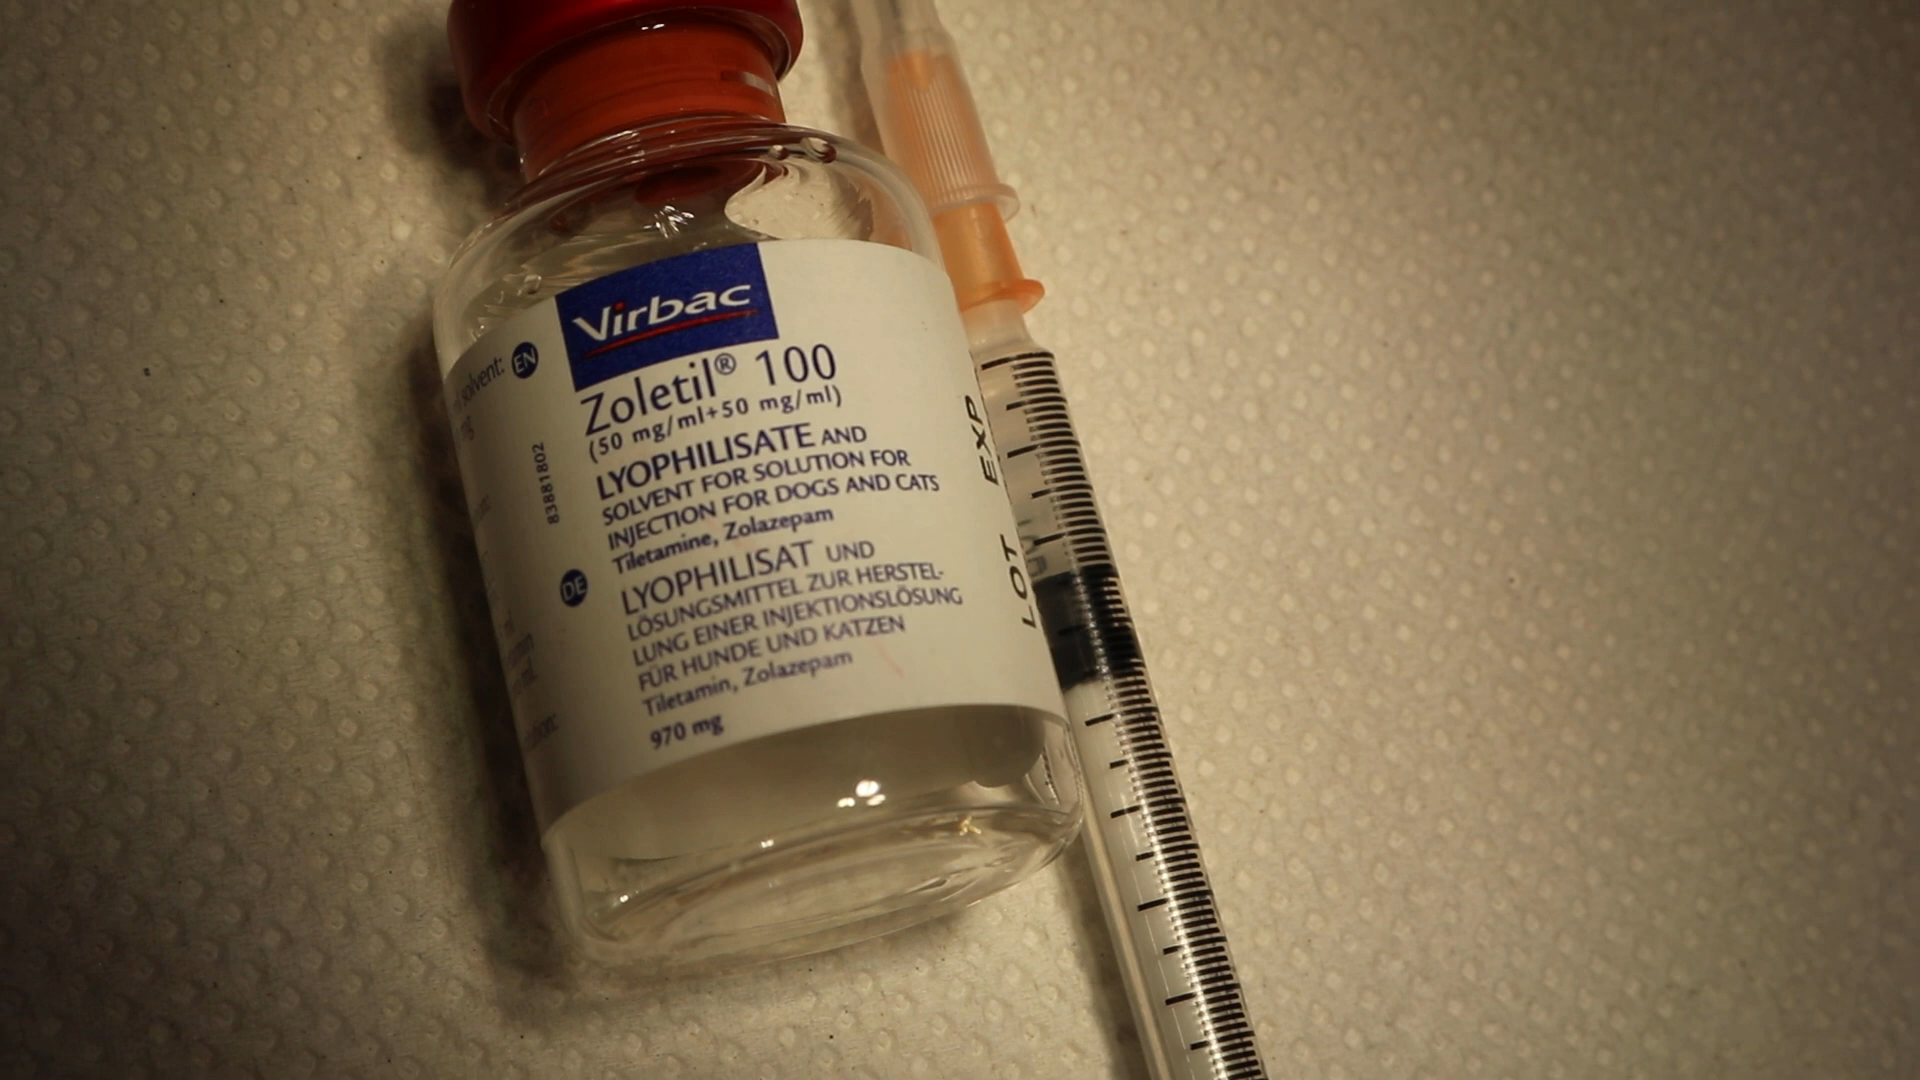 Virbac
Zoletil® 100
(50 mg/ml+50 mg/ml)
LYOPHILISATE AND
SOLVENT FOR SOLUTION FOR
INJECTION FOR DOGS AND CATS
Tiletamine, Zolazepam
LYOPHILISAT UND
LÖSUNGSMITTEL ZUR HERSTEL-
LUNG EINER INJEKTIONSLÖSUNG
FÜR HUNDE UND KATZEN
Tiletamin, Zolazepam
970 mg
solvent: EN
mg
83881802
DE
EXP
LOT